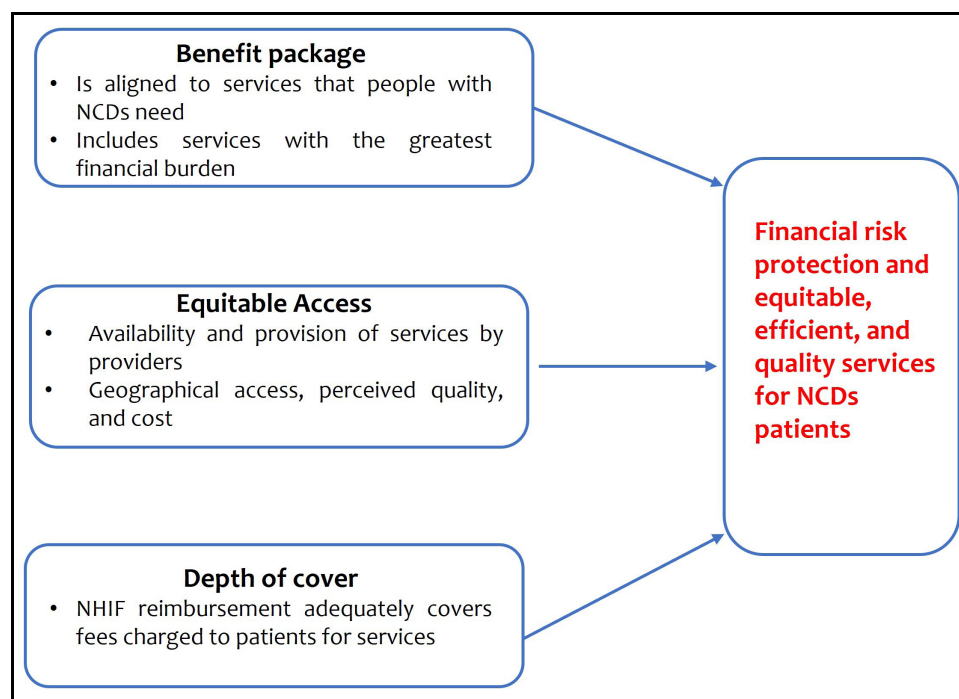 Benefit package
• Is aligned to services that people with
NCDs need
• Includes services with the greatest
financial burden
Equitable Access
• Availability and provision of services by
providers
• Geographical access, perceived quality,
and cost
Depth of cover
• NHIF reimbursement adequately covers
fees charged to patients for services
Financial risk
protection and
equitable,
efficient, and
quality services
for NCDs
patients